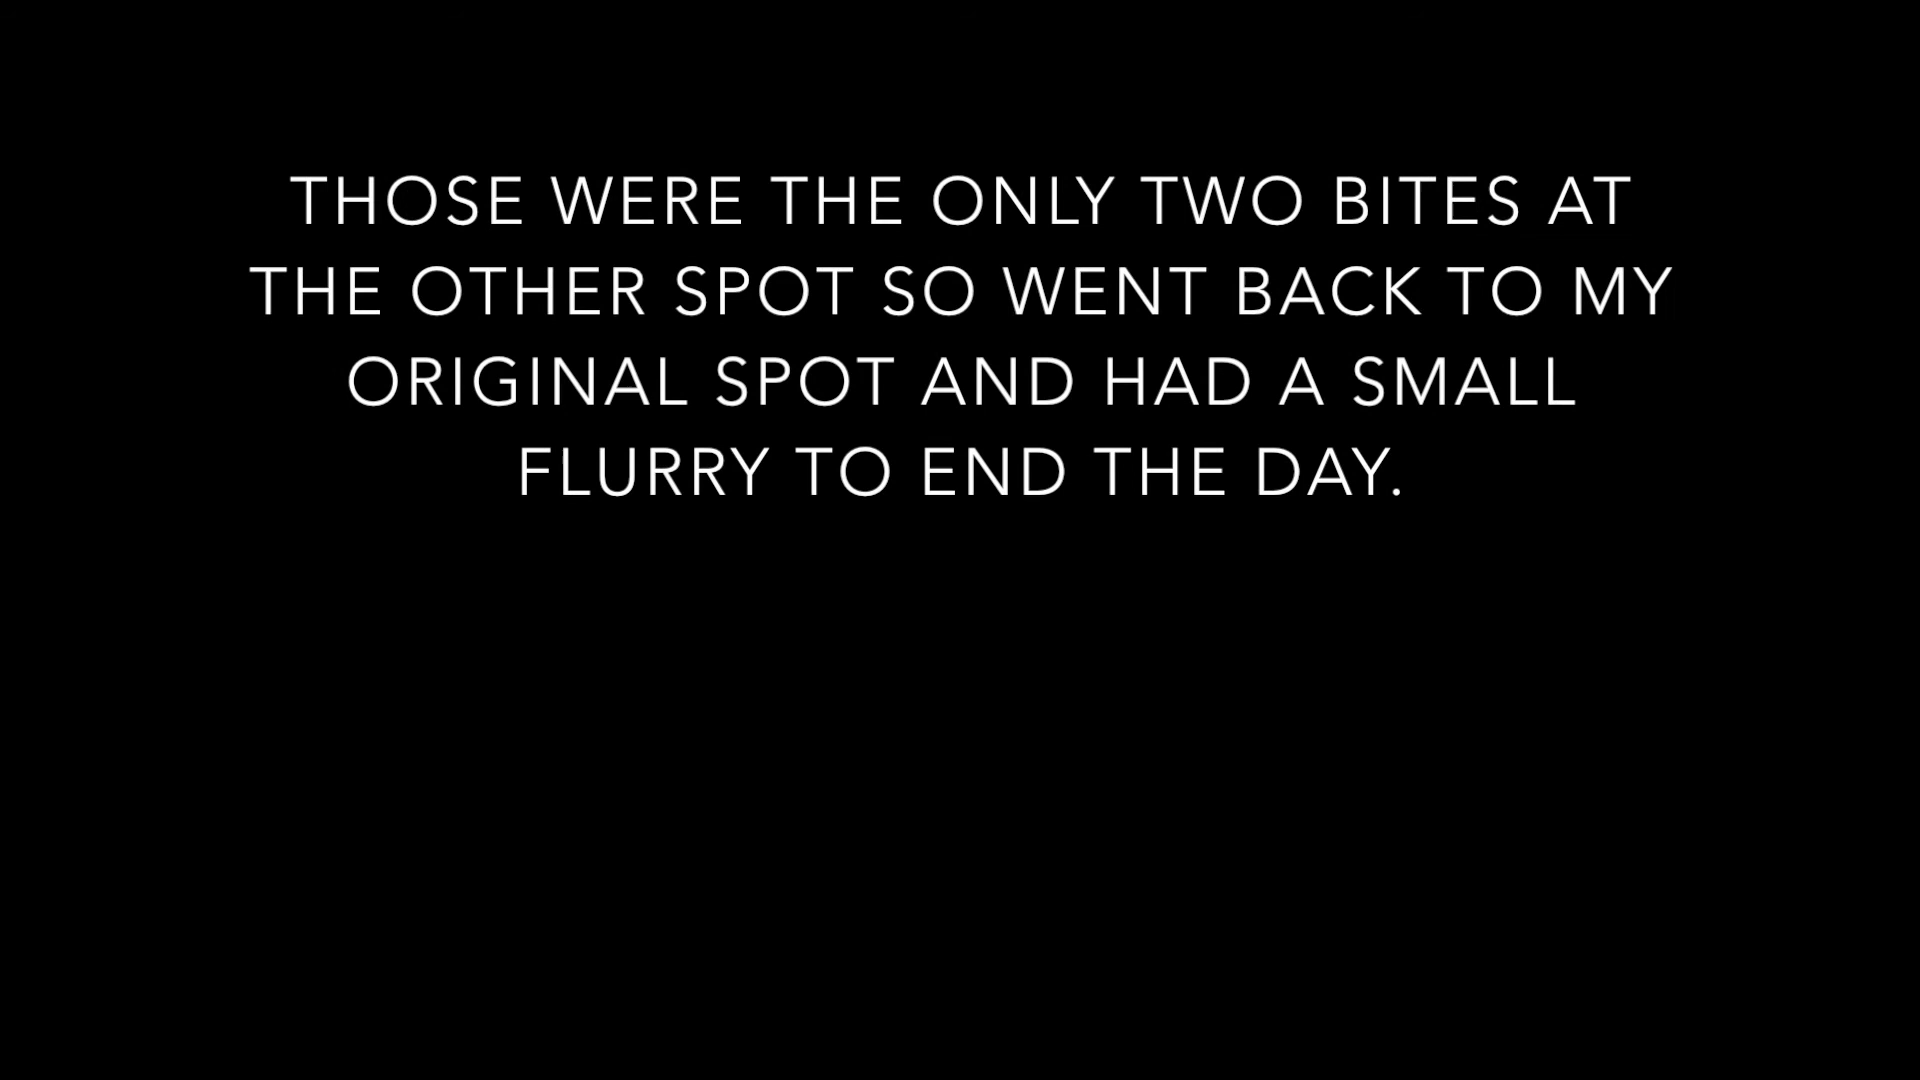 THOSE WERE THE ONLY TWO BITES AT
THE OTHER SPOT SO WENT BACK TO MY
ORIGINAL SPOT AND HAD A SMALL
FLURRY TO END THE DAY.